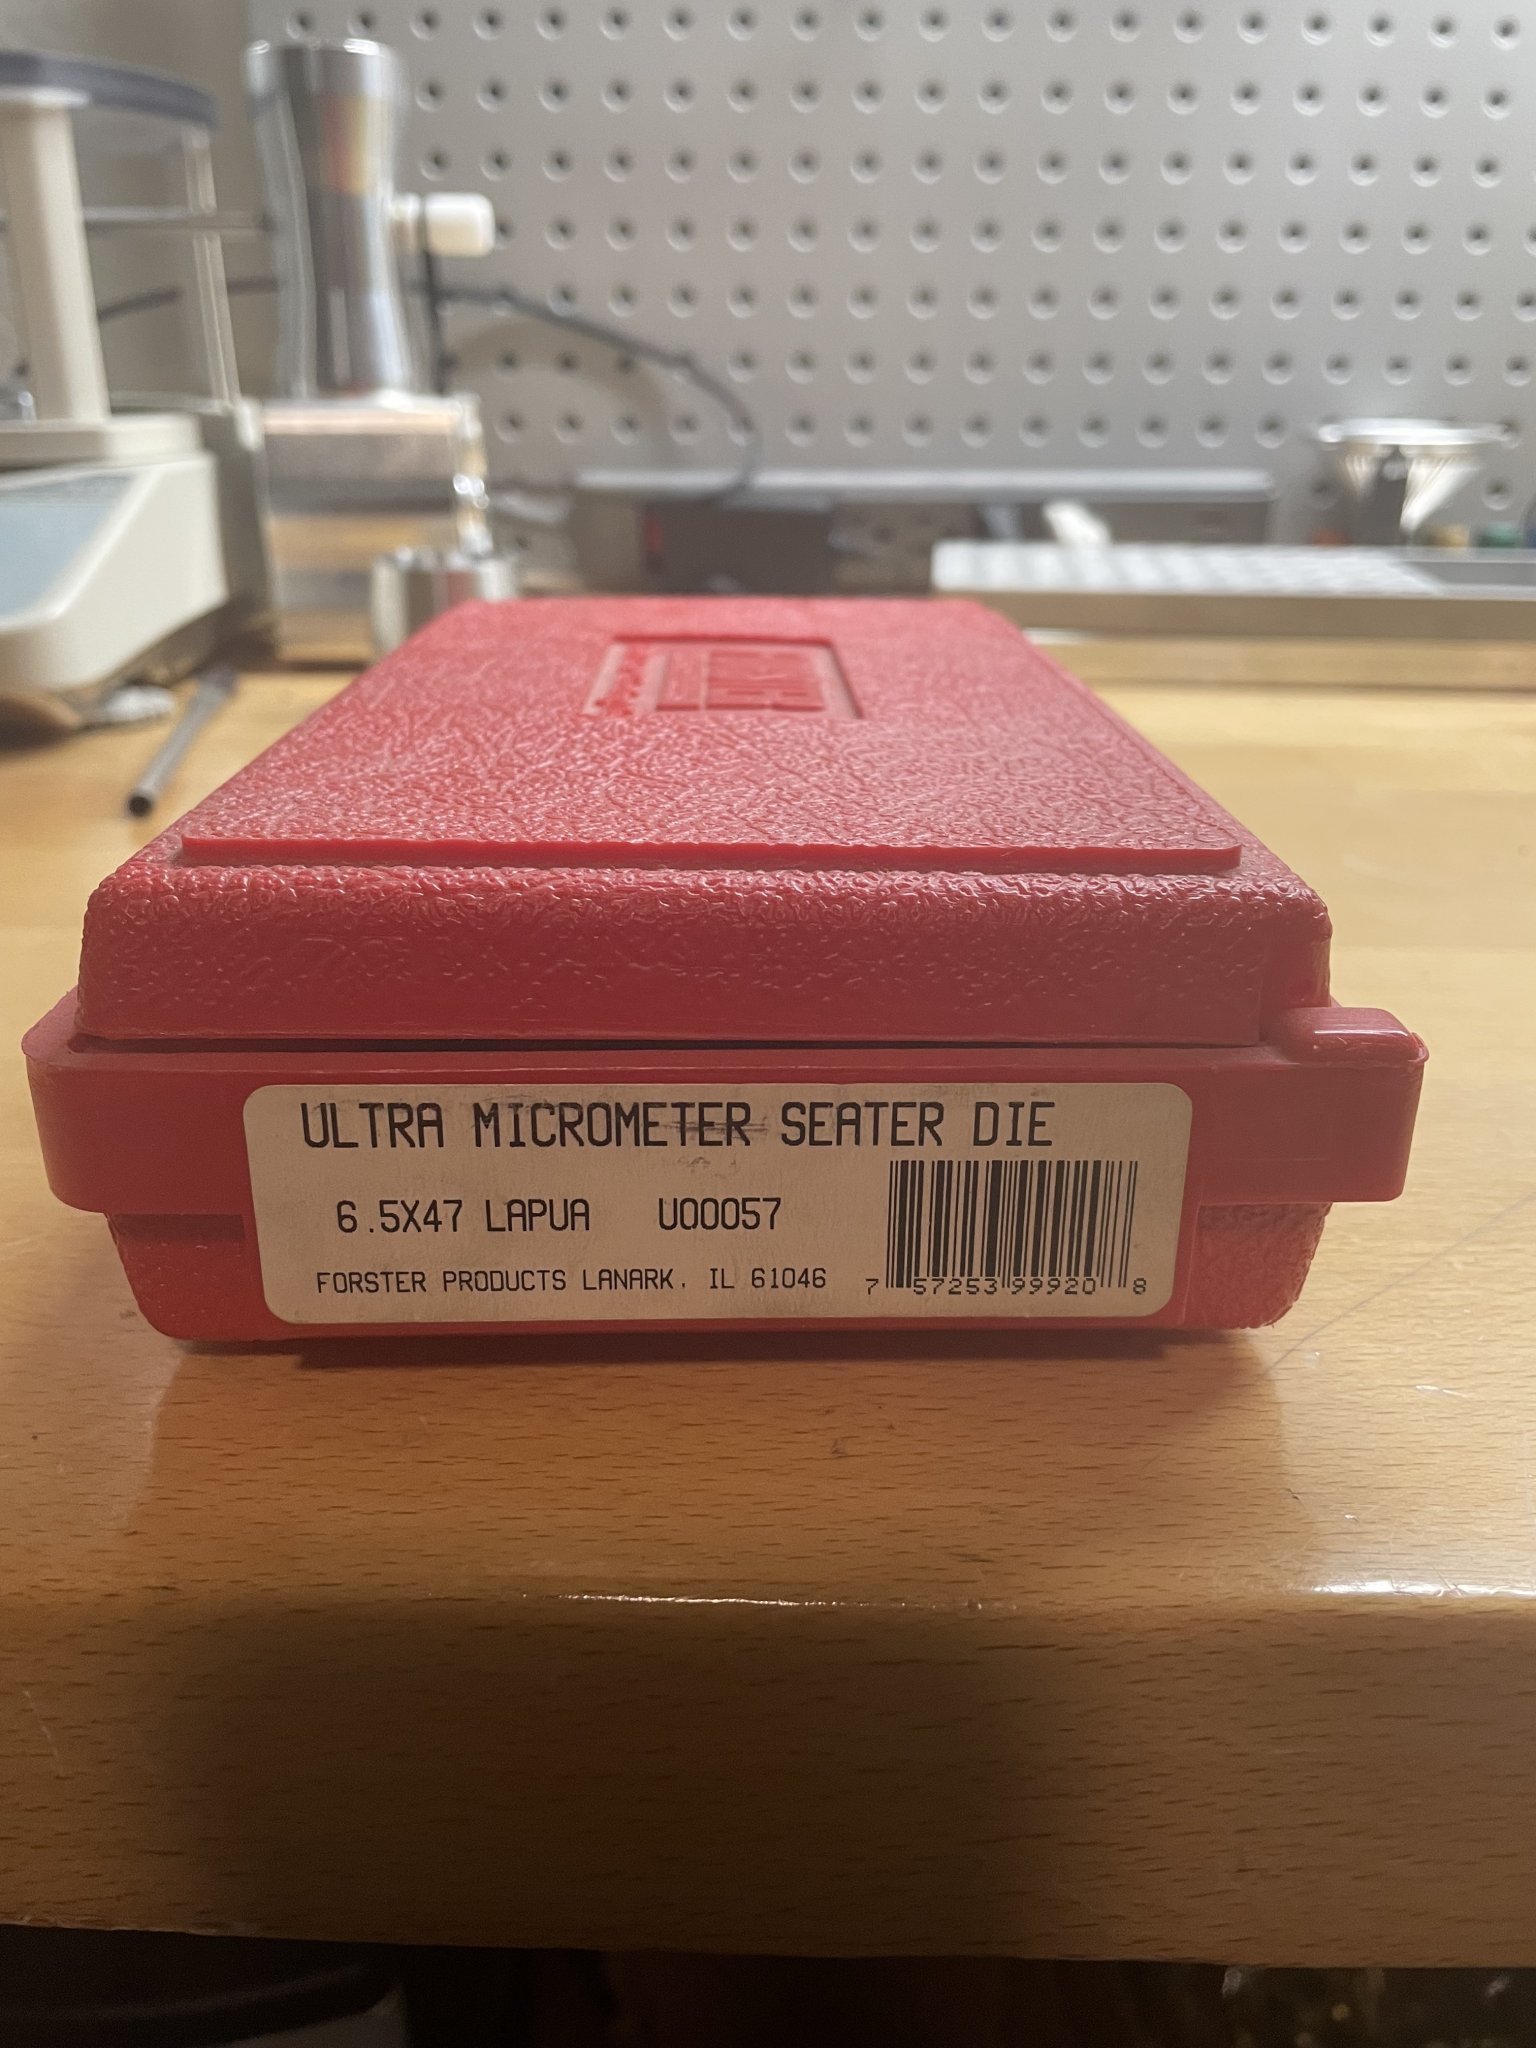 ULTRA MICROMETER SEATER DIE
6.5X47 LAPUA U00057
FORSTER PRODUCTS LANARK, IL 61046
7 57253 99920 8